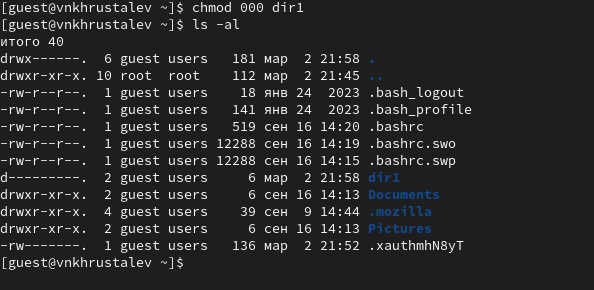 [guest@vnkhrustalev ~]$ chmod 000 dir1
[guest@vnkhrustalev ~]$ ls -al
итого 40
drwx------.  6 guest users   181 мар  2 21:58 .
drwxr-xr-x. 10 root  root    112 мар  2 21:45 ..
-rw-r--r--.  1 guest users    18 янв 24  2023 .bash_logout
-rw-r--r--.  1 guest users   141 янв 24  2023 .bash_profile
-rw-r--r--.  1 guest users   519 сен 16 14:20 .bashrc
-rw-r--r--.  1 guest users 12288 сен 16 14:19 .bashrc.swo
-rw-r--r--.  1 guest users 12288 сен 16 14:15 .bashrc.swp
d---------.  2 guest users     6 мар  2 21:58 dir1
drwxr-xr-x.  2 guest users     6 сен 16 14:13 Documents
drwxr-xr-x.  4 guest users    39 сен  9 14:44 .mozilla
drwxr-xr-x.  2 guest users     6 сен 16 14:13 Pictures
-rw-------.  1 guest users   136 мар  2 21:52 .xauthmhN8yT
[guest@vnkhrustalev ~]$